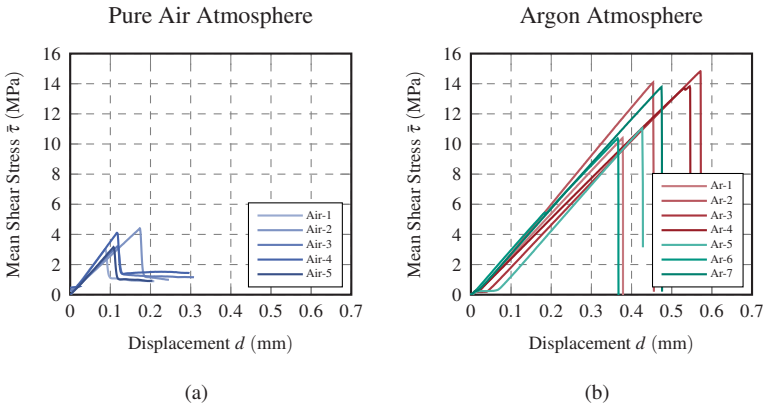 Pure Air Atmosphere
Mean Shear Stress τ̄ (MPa)
16
14
12
10
8
6
4
2
0
0 0.1 0.2 0.3 0.4 0.5 0.6 0.7
Displacement d (mm)
Air-1
Air-2
Air-3
Air-4
Air-5
(a)
Argon Atmosphere
Mean Shear Stress τ̄ (MPa)
16
14
12
10
8
6
4
2
0
0 0.1 0.2 0.3 0.4 0.5 0.6 0.7
Displacement d (mm)
Ar-1
Ar-2
Ar-3
Ar-4
Ar-5
Ar-6
Ar-7
(b)